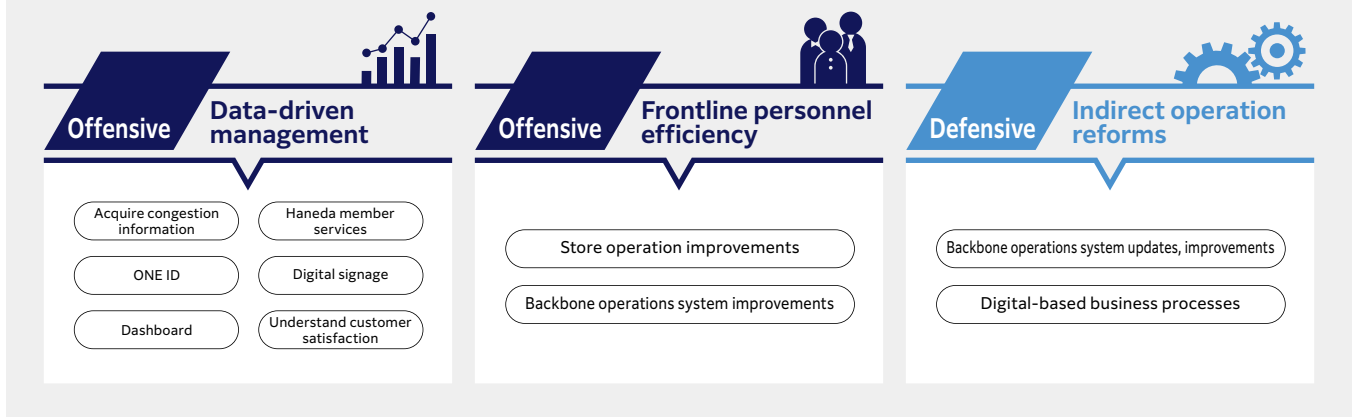 Offensive
Data-driven
management
Acquire congestion
information
Haneda member
services
ONE ID
Digital signage
Dashboard
Understand customer
satisfaction
Offensive
Frontline personnel
efficiency
Store operation improvements
Backbone operations system improvements
Defensive
Indirect operation
reforms
Backbone operations system updates, improvements
Digital-based business processes